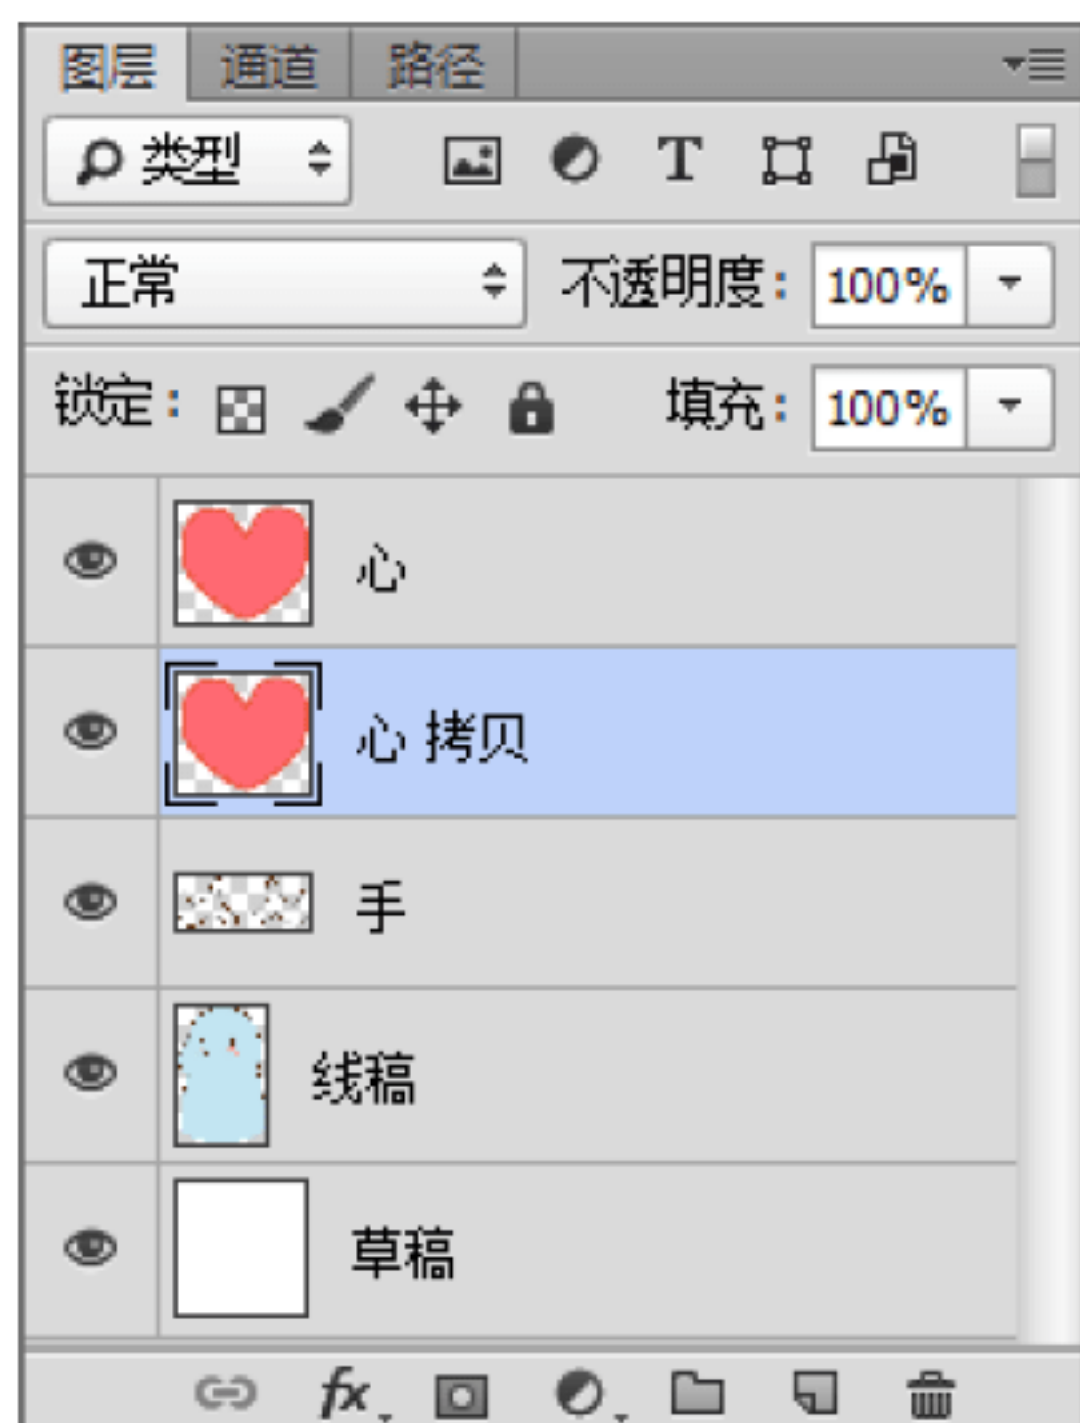 图层 通道 路径
类型 T
正常 不透明度: 100%
锁定: 填充: 100%
心
心 拷贝
手
线稿
草稿
fx.